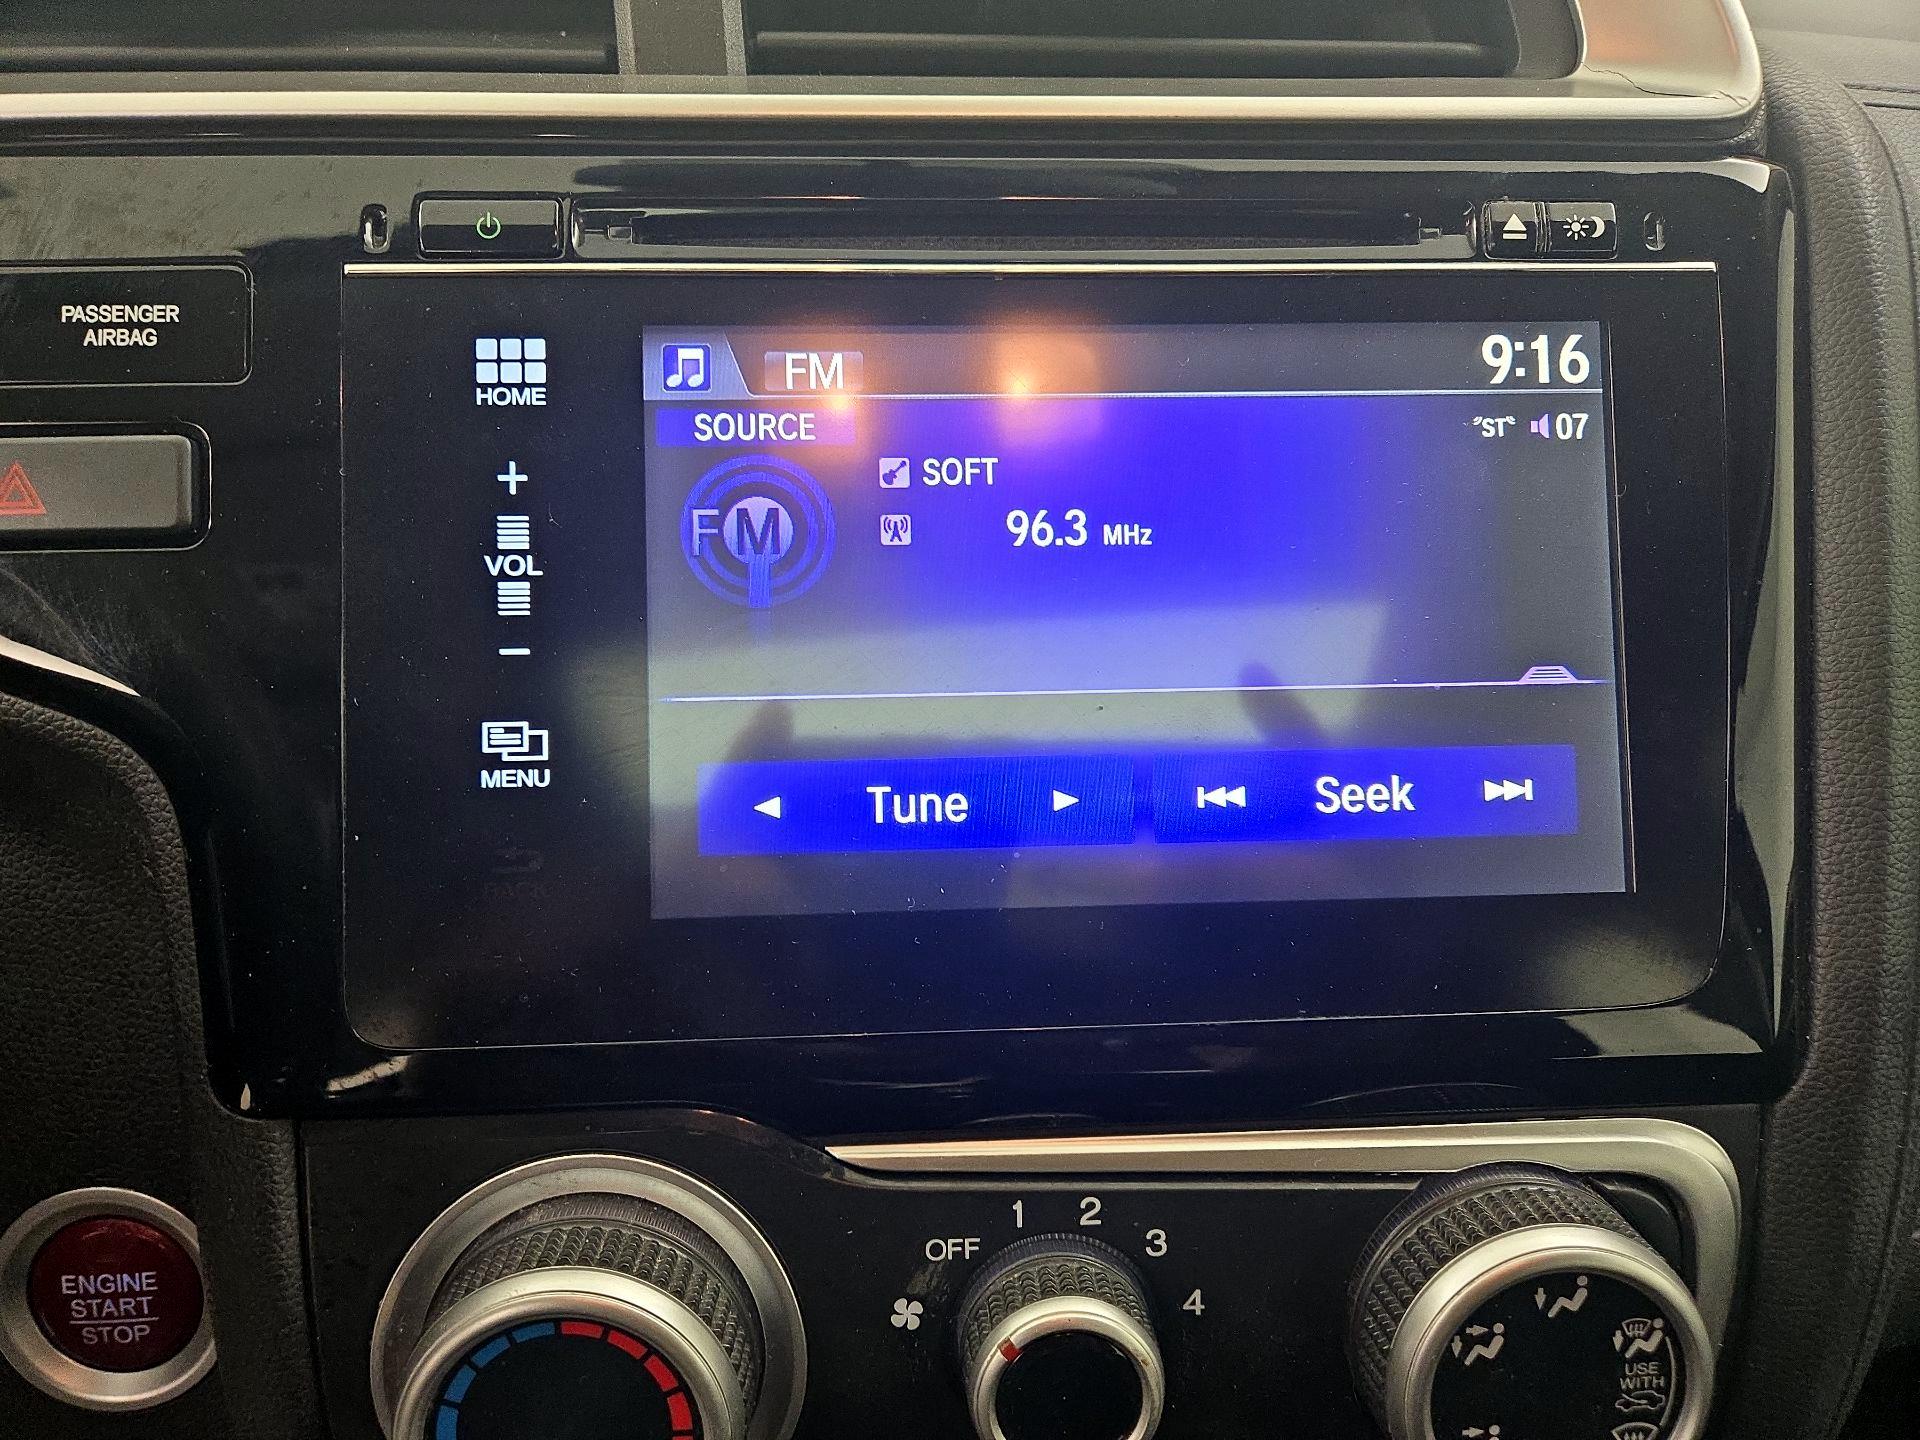 PASSENGER
AIRBAG
HOME
+
VOL
−
MENU
BACK
FM
9:16
SOURCE
"ST" 07
FM
SOFT
96.3 MHz
Tune
Seek
ENGINE
START
STOP
OFF 1 2 3 4
USE
WITH